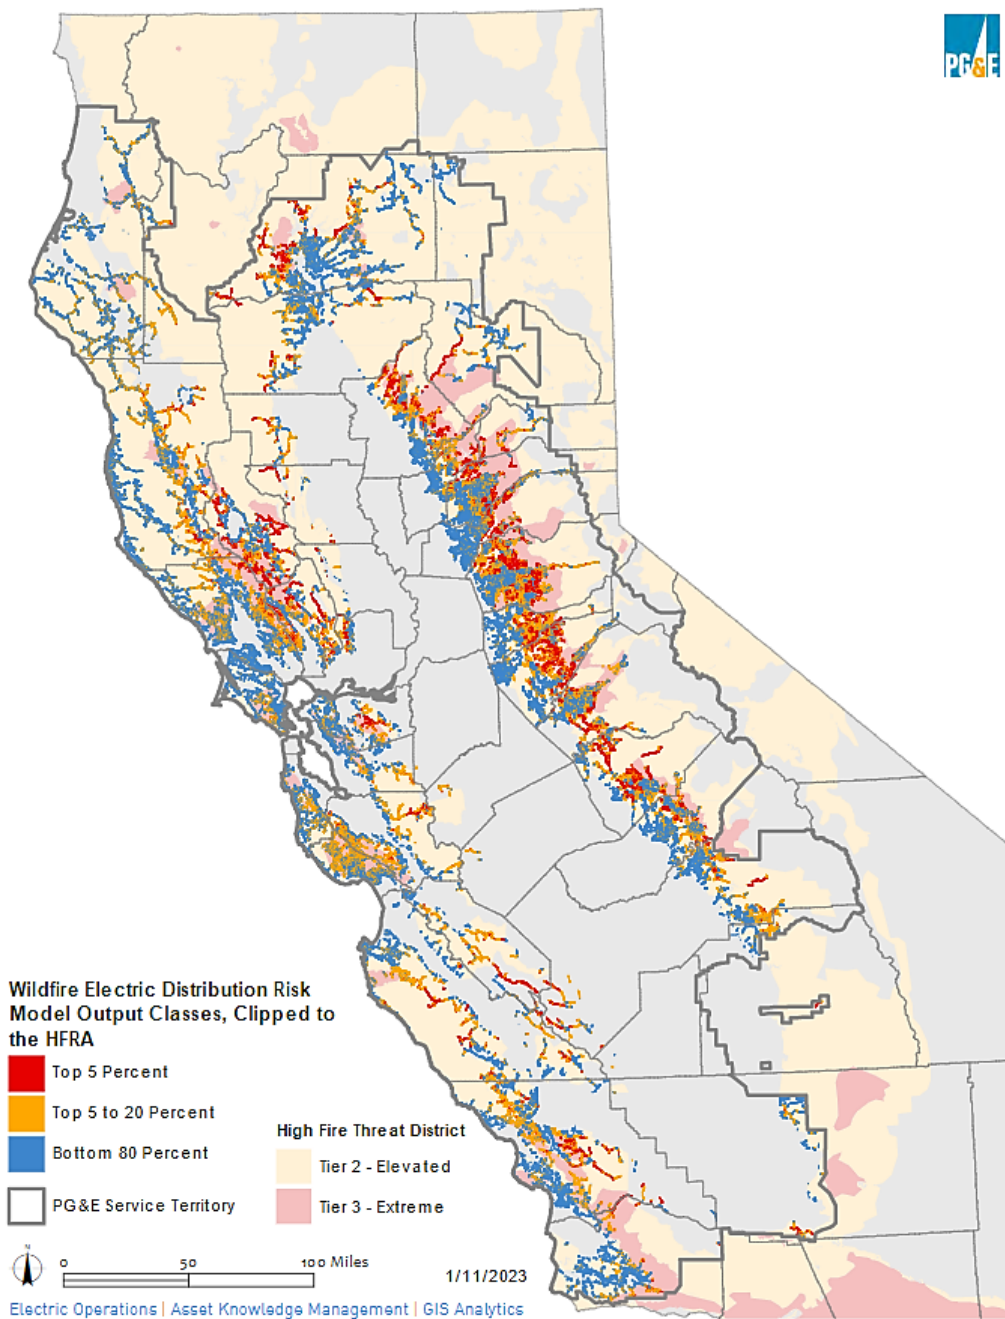 PG&E
Wildfire Electric Distribution Risk
Model Output Classes, Clipped to
the HFRA
Top 5 Percent
Top 5 to 20 Percent
Bottom 80 Percent
PG&E Service Territory
High Fire Threat District
Tier 2 - Elevated
Tier 3 - Extreme
N
0 50 100 Miles
1/11/2023
Electric Operations | Asset Knowledge Management | GIS Analytics